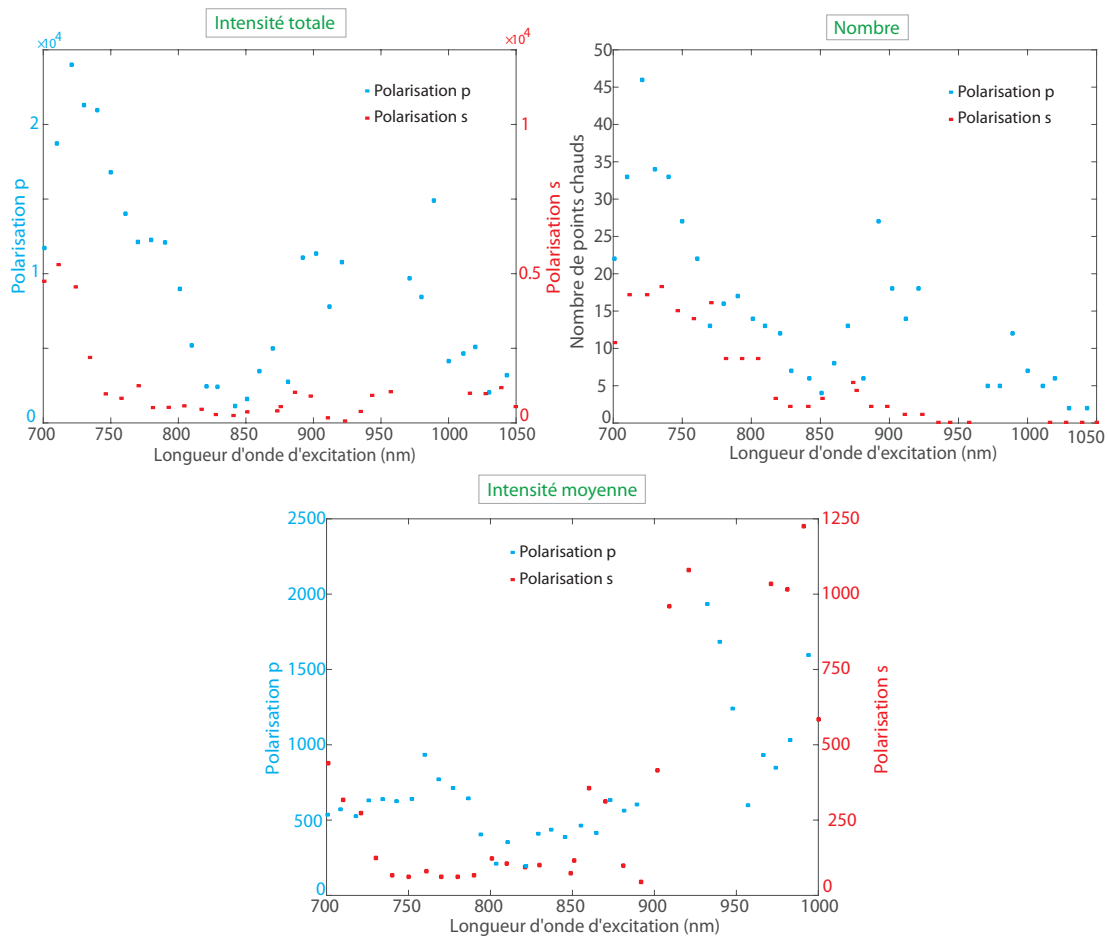 Intensité totale
×10⁴
×10⁴
Polarisation p
Polarisation s
2
1
0
1
0.5
0
Polarisation p
Polarisation s
700 750 800 850 900 950 1000 1050
Longueur d'onde d'excitation (nm)
Nombre
50
45
40
35
30
25
20
15
10
5
0
Nombre de points chauds
Polarisation p
Polarisation s
700 750 800 850 900 950 1000 1050
Longueur d'onde d'excitation (nm)
Intensité moyenne
2500
2000
1500
1000
500
0
1250
1000
750
500
250
0
Polarisation p
Polarisation s
Polarisation p
Polarisation s
700 750 800 850 900 950 1000
Longueur d'onde d'excitation (nm)